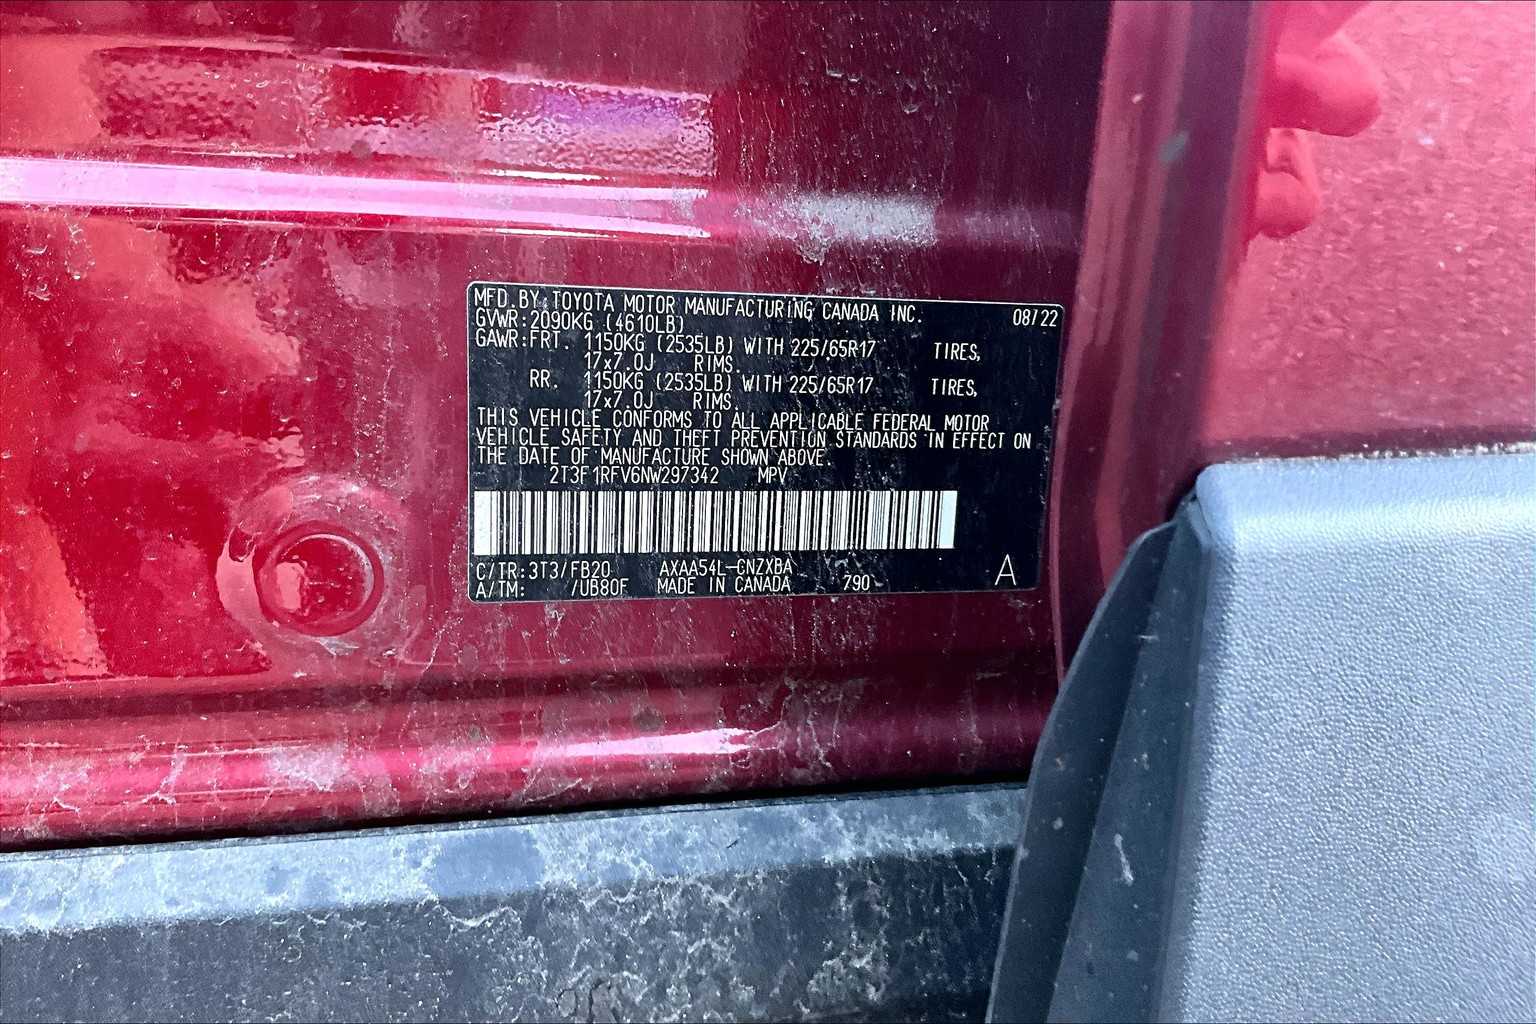 MFD.BY:TOYOTA MOTOR MANUFACTURING CANADA INC. 08/22
GVWR:2090KG (4610LB)
GAWR:FRT. 1150KG (2535LB) WITH 225/65R17 TIRES,
17x7.0J RIMS.
RR. 1150KG (2535LB) WITH 225/65R17 TIRES,
17x7.0J RIMS.
THIS VEHICLE CONFORMS TO ALL APPLICABLE FEDERAL MOTOR
VEHICLE SAFETY AND THEFT PREVENTION STANDARDS IN EFFECT ON
THE DATE OF MANUFACTURE SHOWN ABOVE.
2T3F1RFV6NW297342 MPV
C/TR:3T3/FB20 AXAA54L-CNZXBA
A/TM: /UB80F MADE IN CANADA 790 A